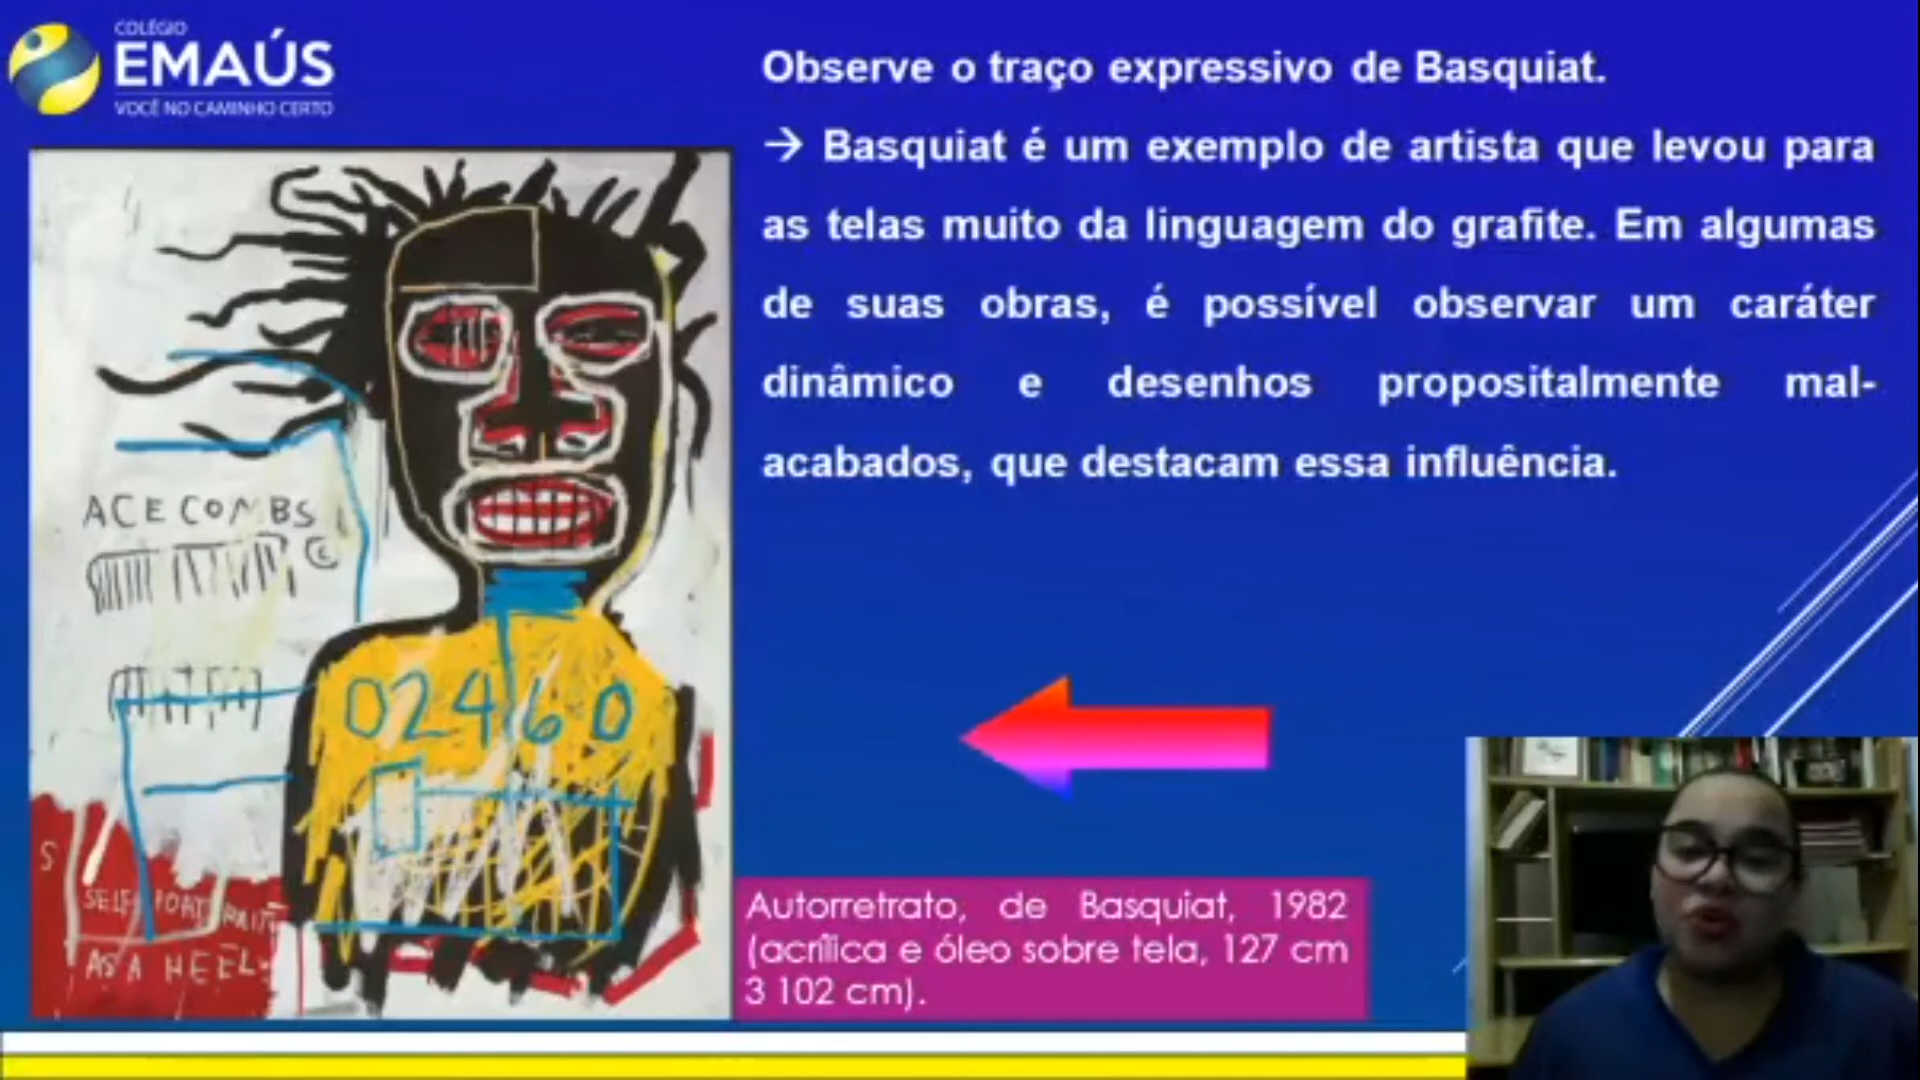 COLÉGIO
EMAÚS
VOCÊ NO CAMINHO CERTO
Observe o traço expressivo de Basquiat.
→ Basquiat é um exemplo de artista que levou para
as telas muito da linguagem do grafite. Em algumas
de suas obras, é possível observar um caráter
dinâmico e desenhos propositalmente mal-
acabados, que destacam essa influência.
ACE COMBS
©
02460
S
SELF PORTRAIT
AS A HEEL
Autorretrato, de Basquiat, 1982
(acrílica e óleo sobre tela, 127 cm
3 102 cm).